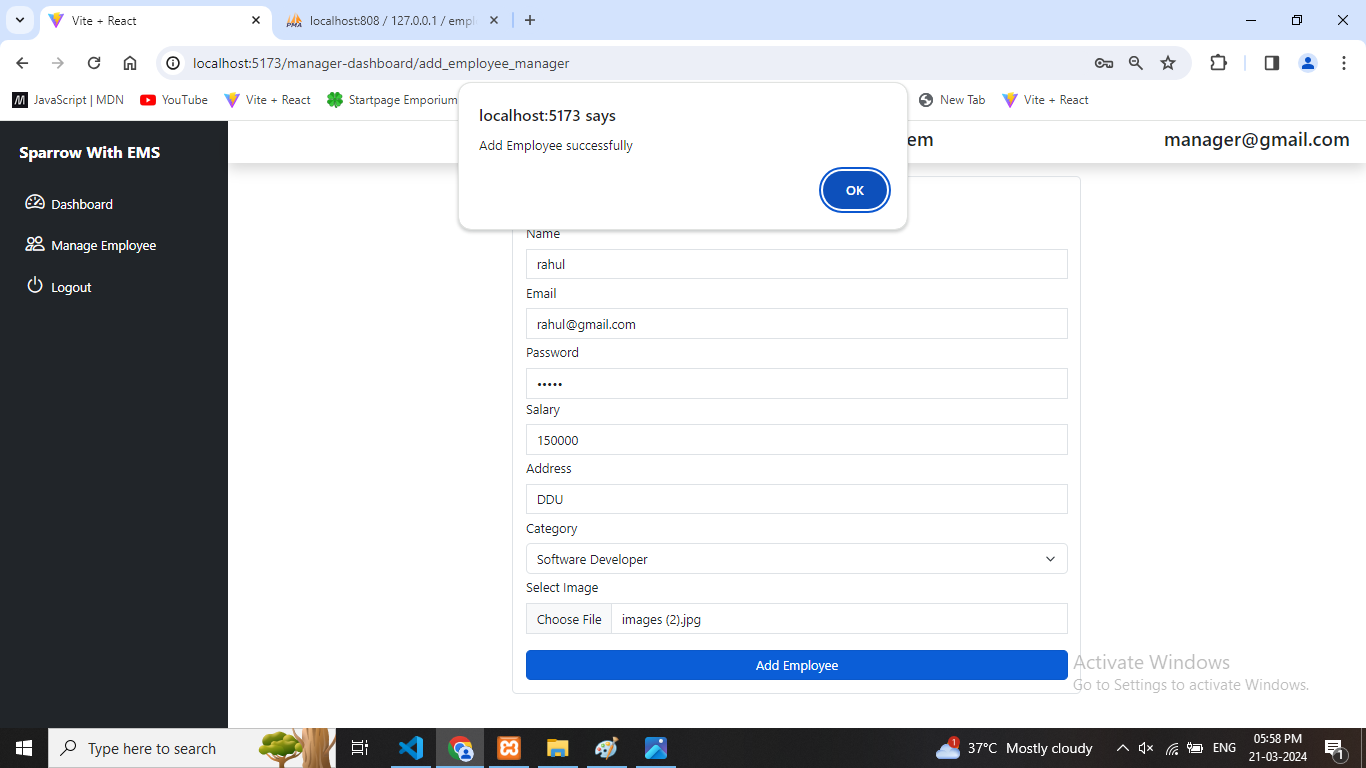 Vite + React
localhost:808 / 127.0.0.1 / empl
localhost:5173/manager-dashboard/add_employee_manager
JavaScript | MDN
YouTube
Vite + React
Startpage Emporium
New Tab
Vite + React
localhost:5173 says
Add Employee successfully
OK
Sparrow With EMS
em
manager@gmail.com
Dashboard
Manage Employee
Logout
Name
rahul
Email
rahul@gmail.com
Password
•••••
Salary
150000
Address
DDU
Category
Software Developer
Select Image
Choose File
images (2).jpg
Add Employee
Activate Windows
Go to Settings to activate Windows.
Type here to search
1
37°C Mostly cloudy
ENG
05:58 PM
21-03-2024
1